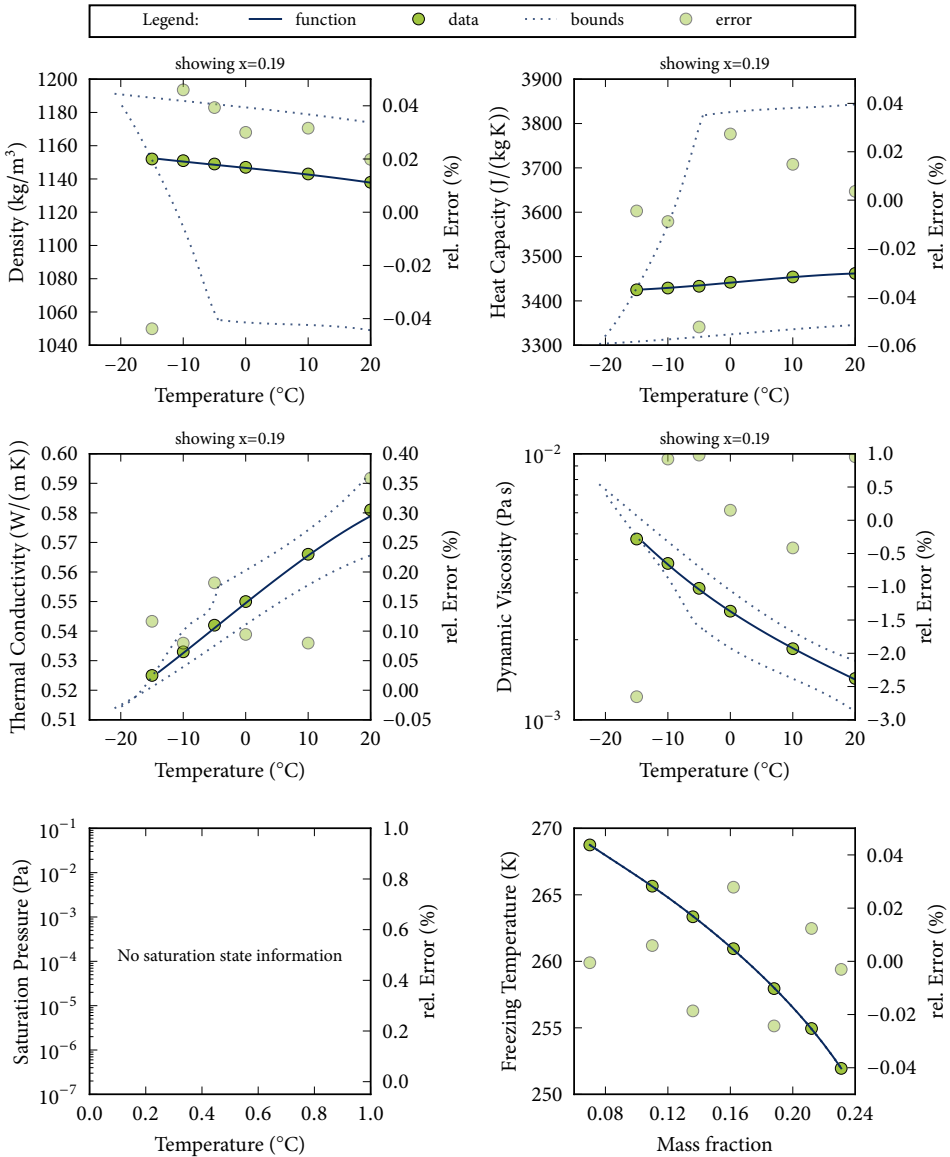 Legend: function data bounds error
showing x=0.19
Density (kg/m³)
1200
1180
1160
1140
1120
1100
1080
1060
1040
0.04
0.02
0.00
−0.02
−0.04
rel. Error (%)
−20 −10 0 10 20
Temperature (°C)
showing x=0.19
Heat Capacity (J/(kg K))
3900
3800
3700
3600
3500
3400
3300
0.04
0.02
0.00
−0.02
−0.04
−0.06
rel. Error (%)
−20 −10 0 10 20
Temperature (°C)
showing x=0.19
Thermal Conductivity (W/(m K))
0.60
0.59
0.58
0.56
0.55
0.54
0.53
0.52
0.51
0.40
0.35
0.30
0.25
0.20
0.15
0.10
0.05
0.00
−0.05
rel. Error (%)
−20 −10 0 10 20
Temperature (°C)
showing x=0.19
Dynamic Viscosity (Pa s)
10⁻²
10⁻³
1.0
0.5
0.0
−0.5
−1.0
−1.5
−2.0
−2.5
−3.0
rel. Error (%)
−20 −10 0 10 20
Temperature (°C)
Saturation Pressure (Pa)
10⁻¹
10⁻²
10⁻³
10⁻⁴
10⁻⁵
10⁻⁶
10⁻⁷
No saturation state information
1.0
0.8
0.6
0.4
0.2
0.0
rel. Error (%)
0.0 0.2 0.4 0.6 0.8 1.0
Temperature (°C)
Freezing Temperature (K)
270
265
260
255
250
0.04
0.02
0.00
−0.02
−0.04
rel. Error (%)
0.08 0.12 0.16 0.20 0.24
Mass fraction